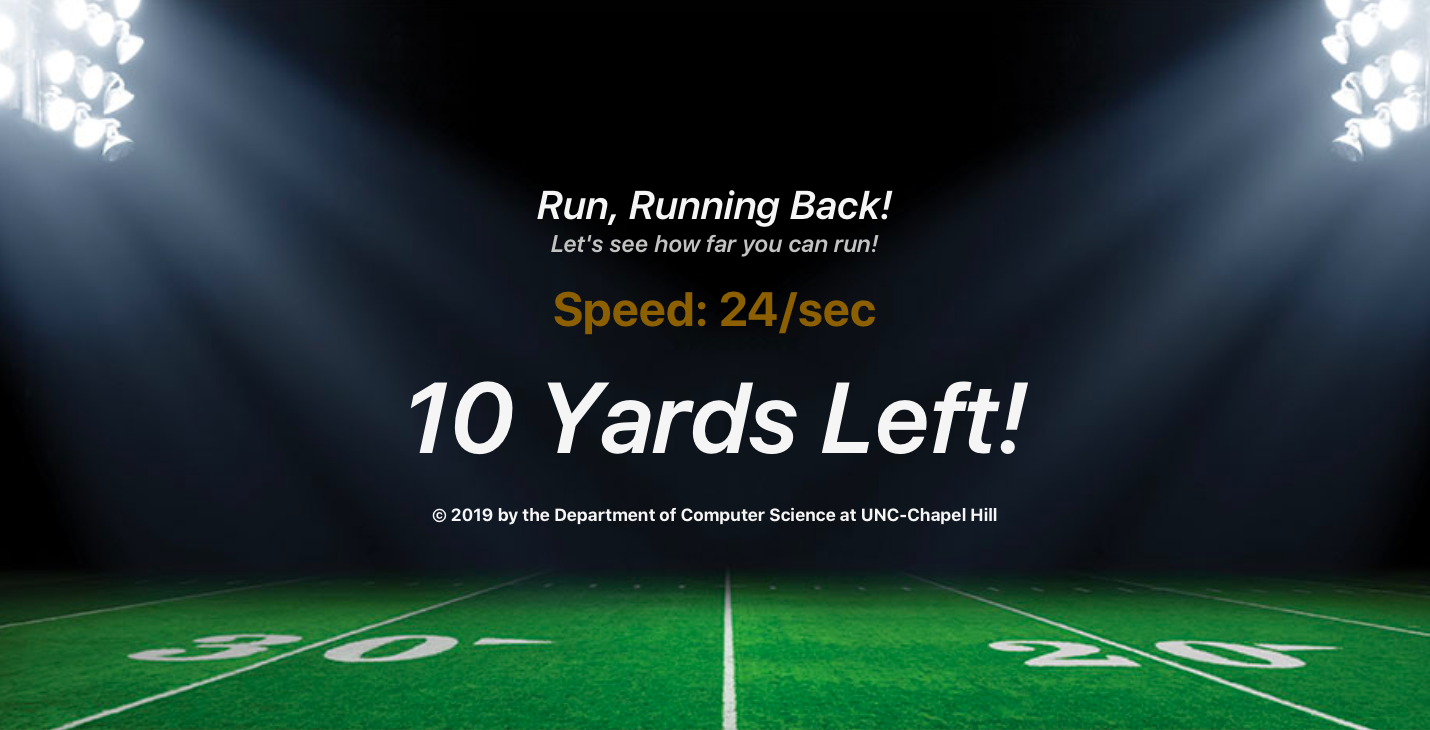 Run, Running Back!
Let's see how far you can run!
Speed: 24/sec
10 Yards Left!
© 2019 by the Department of Computer Science at UNC-Chapel Hill
30 20